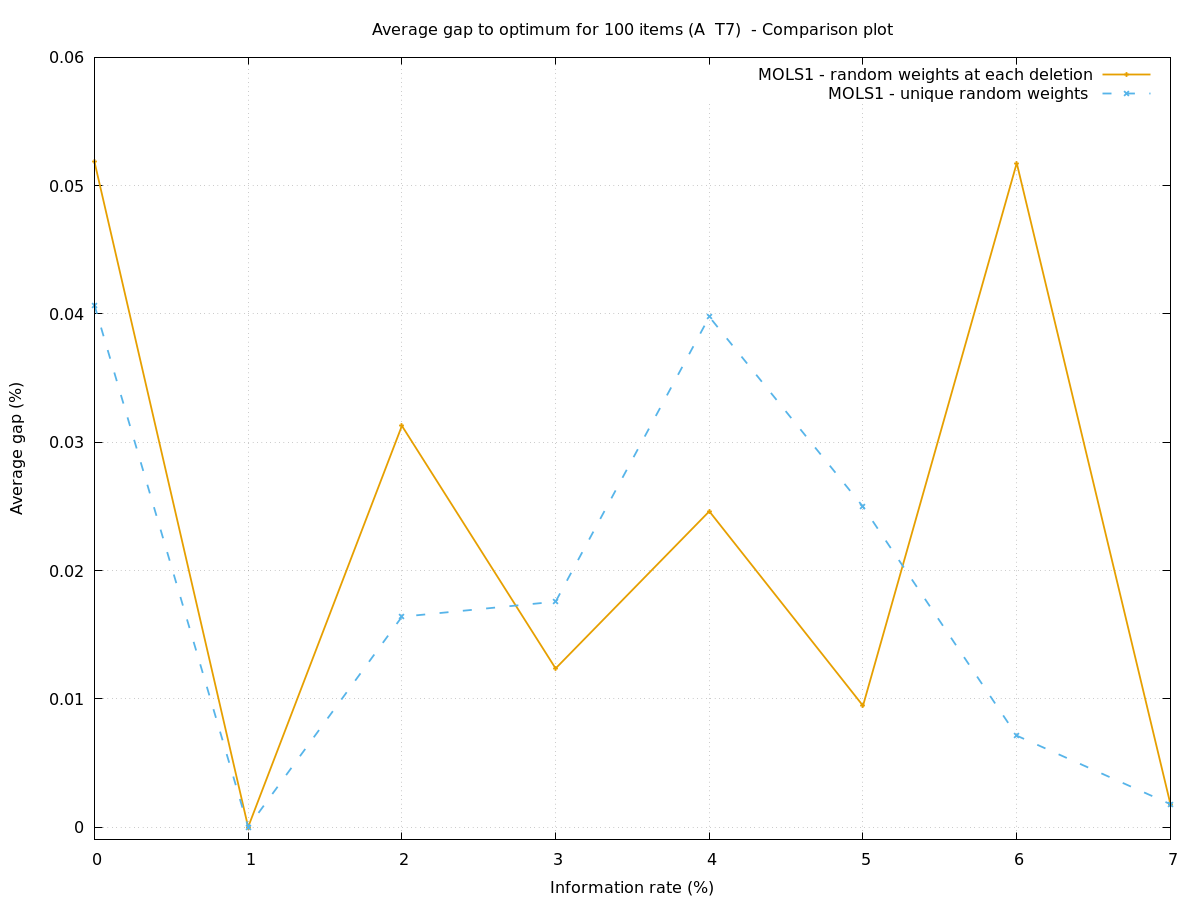 Average gap to optimum for 100 items (A  T7)  - Comparison plot
MOLS1 - random weights at each deletion
MOLS1 - unique random weights
0.06
0.05
0.04
0.03
0.02
0.01
0
Average gap (%)
0 1 2 3 4 5 6 7
Information rate (%)